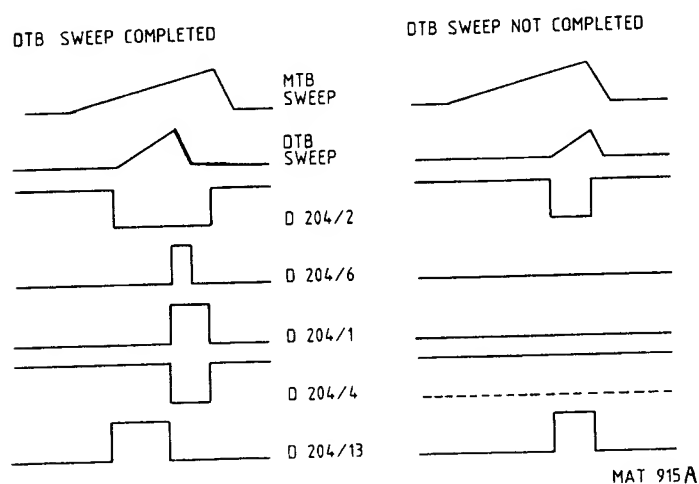 DTB SWEEP COMPLETED
DTB SWEEP NOT COMPLETED
MTB
SWEEP
DTB
SWEEP
D 204/2
D 204/6
D 204/1
D 204/4
D 204/13
MAT 915A